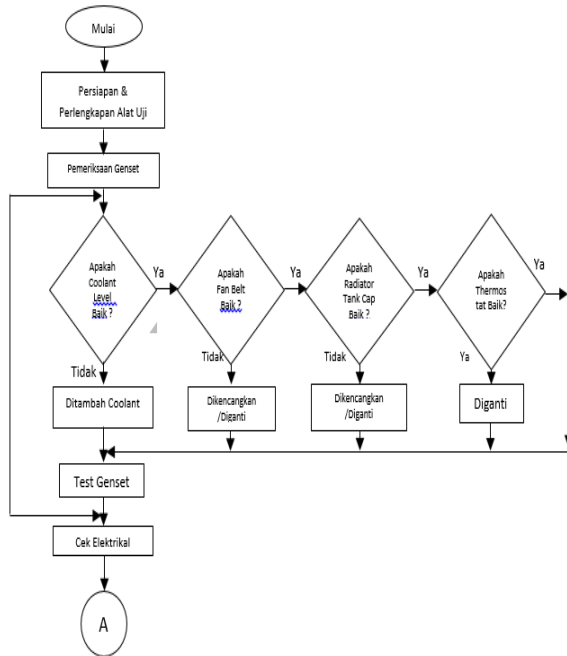 Mulai
Persiapan &
Perlengkapan Alat Uji
Pemeriksaan Genset
Apakah
Coolant
Level
Baik ?
Ya
Apakah
Fan Belt
Baik ?
Ya
Apakah
Radiator
Tank Cap
Baik ?
Ya
Apakah
Thermos
tat Baik?
Ya
Tidak
Tidak
Tidak
Ya
Ditambah Coolant
Dikencangkan
/Diganti
Dikencangkan
/Diganti
Diganti
Test Genset
Cek Elektrikal
A